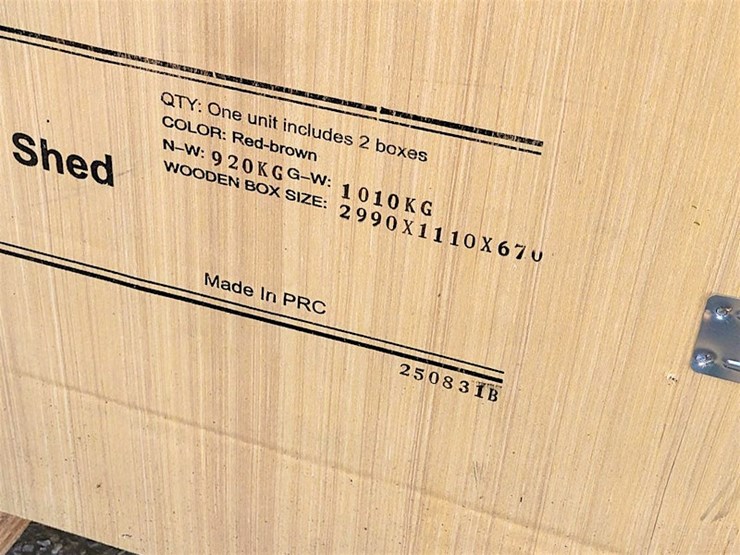 Shed
QTY: One unit includes 2 boxes
COLOR: Red-brown
N-W: 920KG G-W: 1010KG
WOODEN BOX SIZE: 2990X1110X670
Made In PRC
250831B